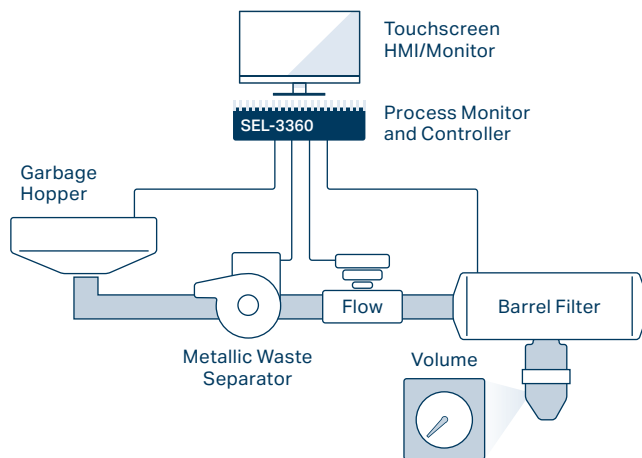 Touchscreen
HMI/Monitor
SEL-3360
Process Monitor
and Controller
Garbage
Hopper
Flow
Barrel Filter
Metallic Waste
Separator
Volume